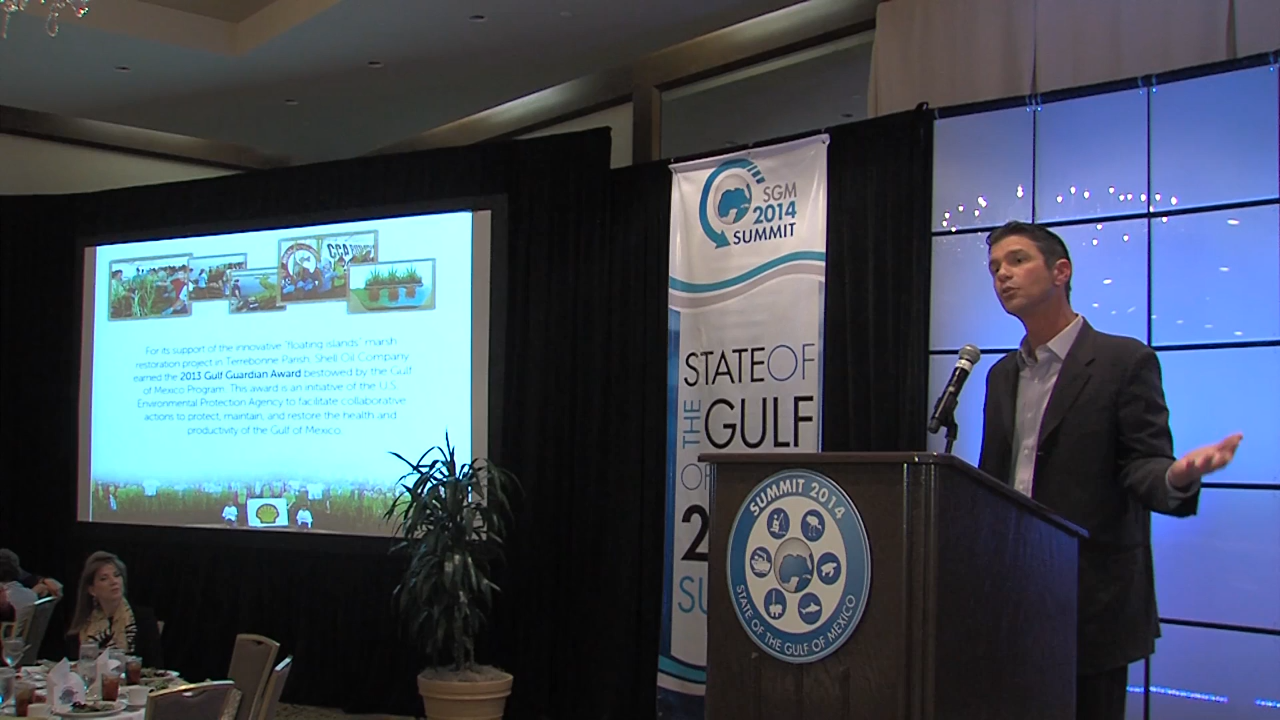 CCA
For its support of the innovative "floating islands" marsh
restoration project in Terrebonne Parish, Shell Oil Company
earned the 2013 Gulf Guardian Award bestowed by the Gulf
of Mexico Program. This award is an initiative of the U.S.
Environmental Protection Agency to facilitate collaborative
actions to protect, maintain, and restore the health and
productivity of the Gulf of Mexico.
SGM
2014
SUMMIT
STATE OF
THE GULF
OF
2
SU
SUMMIT 2014
STATE OF THE GULF OF MEXICO